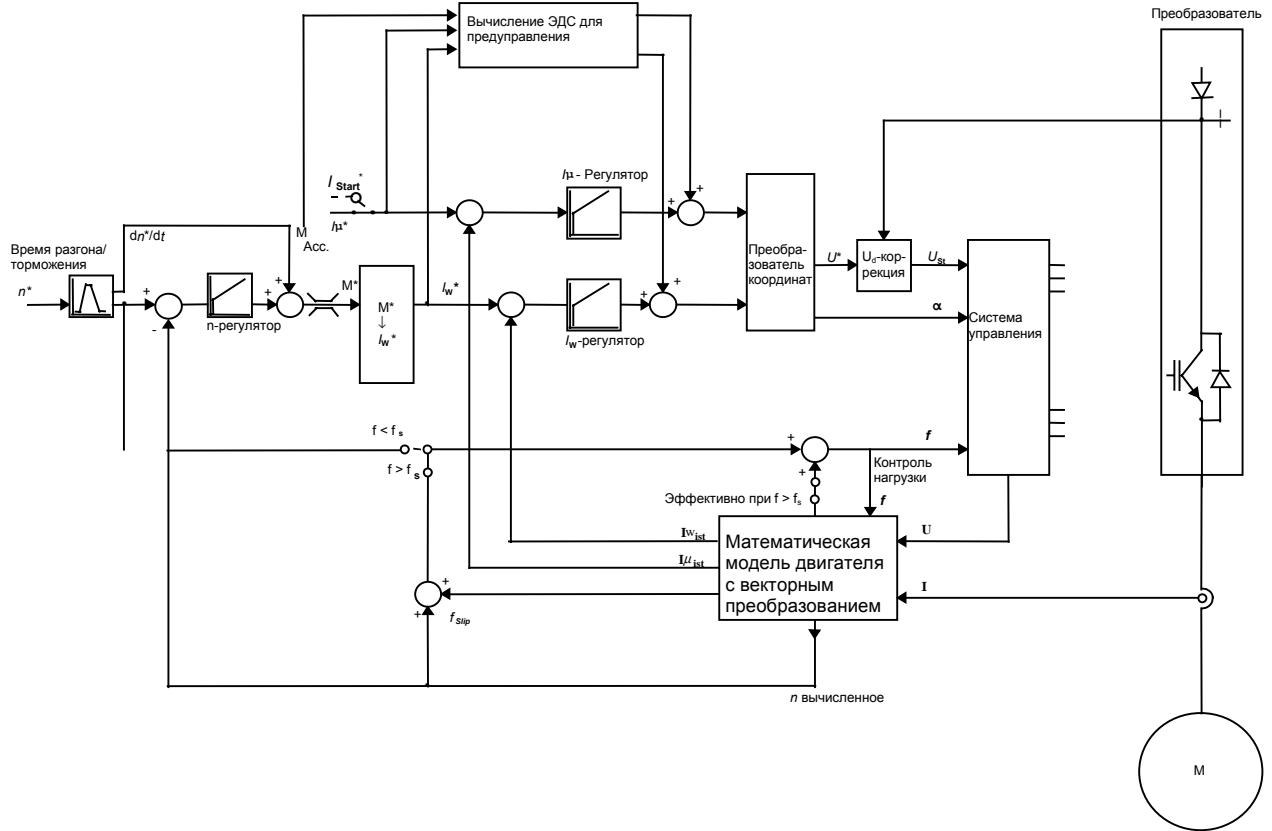 Преобразователь
Вычисление ЭДС для
предуправления
I Start*
Iμ*
Iμ - Регулятор
+
+
dn*/dt
M
Acc.
Время разгона/
торможения
n*
+
-
n-регулятор
+
+
M*
M*
↓
Iw*
Iw*
Iw-регулятор
+
+
Преобра-
зователь
координат
U*
α
Ud-кор-
рекция
USt
Система
управления
f < fs
f > fs
+
+
f
Контроль
нагрузки
f
Эффективно при f > fs
Iwist
Iμist
Математическая
модель двигателя
с векторным
преобразованием
U
I
+
+
fSlip
n вычисленное
M